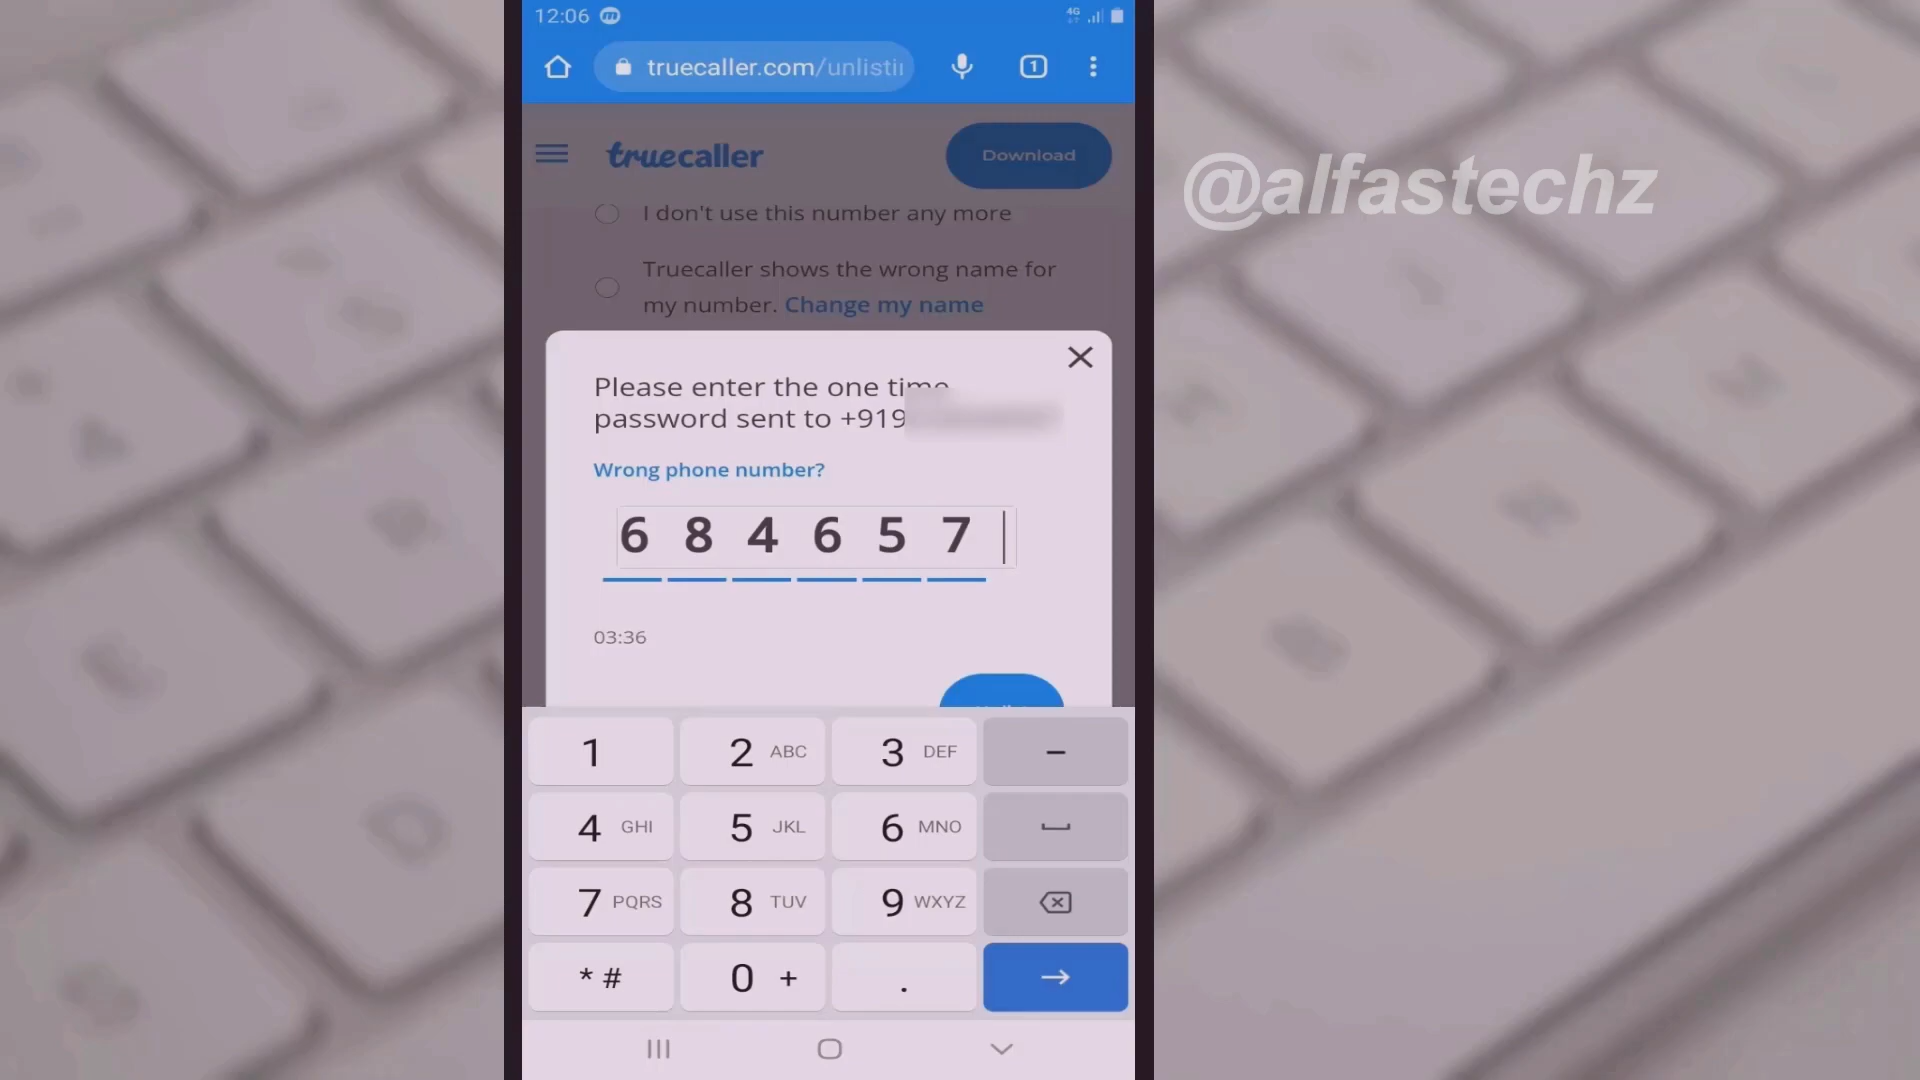 12:06
4G
truecaller.com/unlistin
1
truecaller
Download
@alfastechz
I don't use this number any more
Truecaller shows the wrong name for
my number. Change my name
Please enter the one time
password sent to +919
Wrong phone number?
6 8 4 6 5 7
03:36
1
2 ABC
3 DEF
-
4 GHI
5 JKL
6 MNO
7 PQRS
8 TUV
9 WXYZ
* #
0 +
.